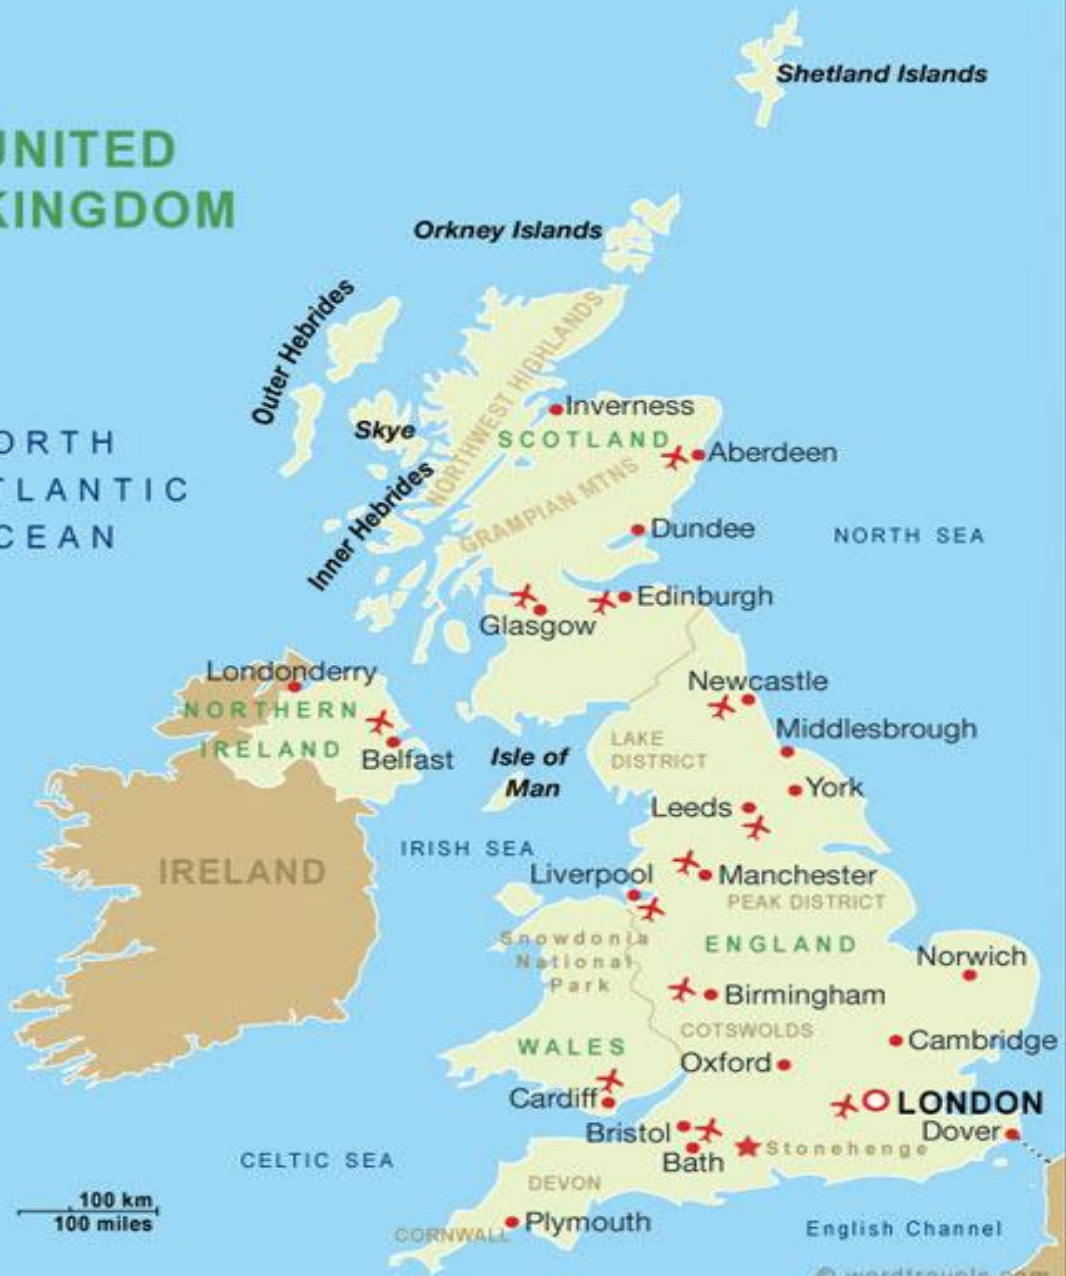 Shetland Islands
UNITED
KINGDOM
Orkney Islands
Outer Hebrides
NORTHWEST HIGHLANDS
Skye
Inverness
SCOTLAND
Aberdeen
ORTH
TLANTIC
CEAN
Inner Hebrides
GRAMPIAN MTNS
Dundee
NORTH SEA
Edinburgh
Glasgow
Londonderry
NORTHERN
IRELAND
Belfast
Newcastle
Middlesbrough
Isle of
Man
LAKE
DISTRICT
York
Leeds
IRISH SEA
IRELAND
Liverpool
Manchester
PEAK DISTRICT
Snowdonia
National
Park
ENGLAND
Norwich
Birmingham
COTSWOLDS
WALES
Oxford
Cambridge
Cardiff
LONDON
Bristol
Dover
Bath
Stonehenge
CELTIC SEA
DEVON
100 km
100 miles
CORNWALL
Plymouth
English Channel
© wordtravels.com